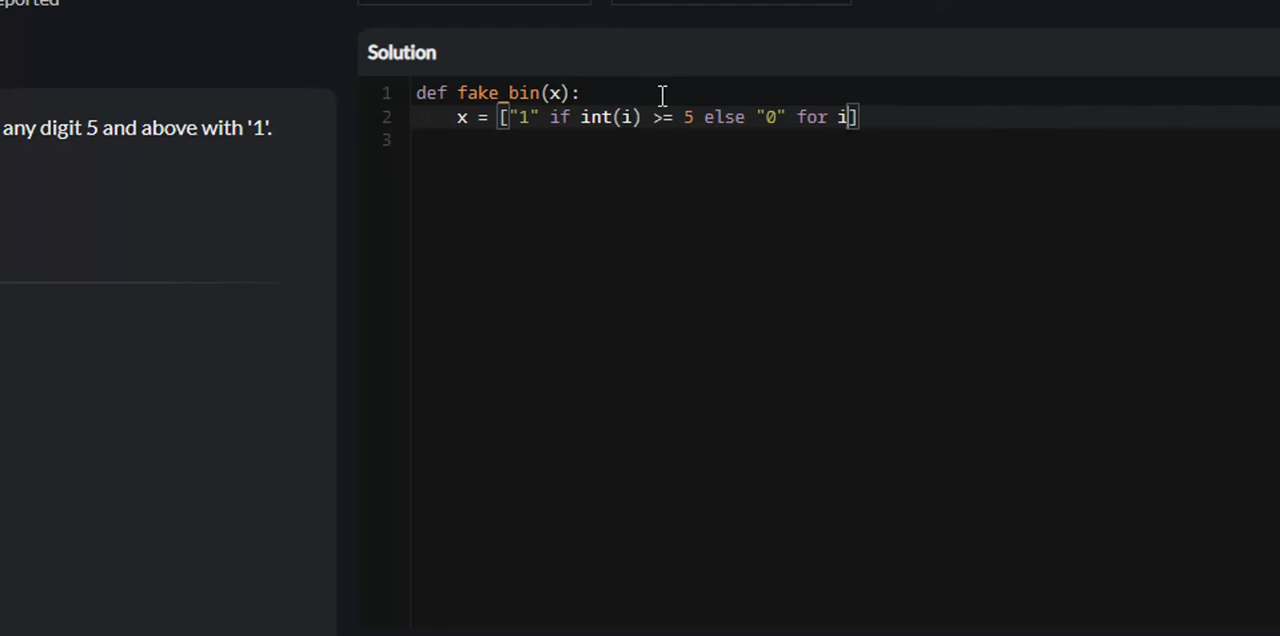 Solution
1 def fake_bin(x):
any digit 5 and above with '1'.
2 x = ["1" if int(i) >= 5 else "0" for i]
3